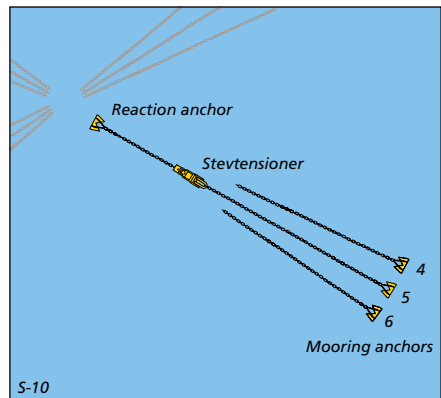 Reaction anchor
Stevtensioner
4
5
6
Mooring anchors
S-10